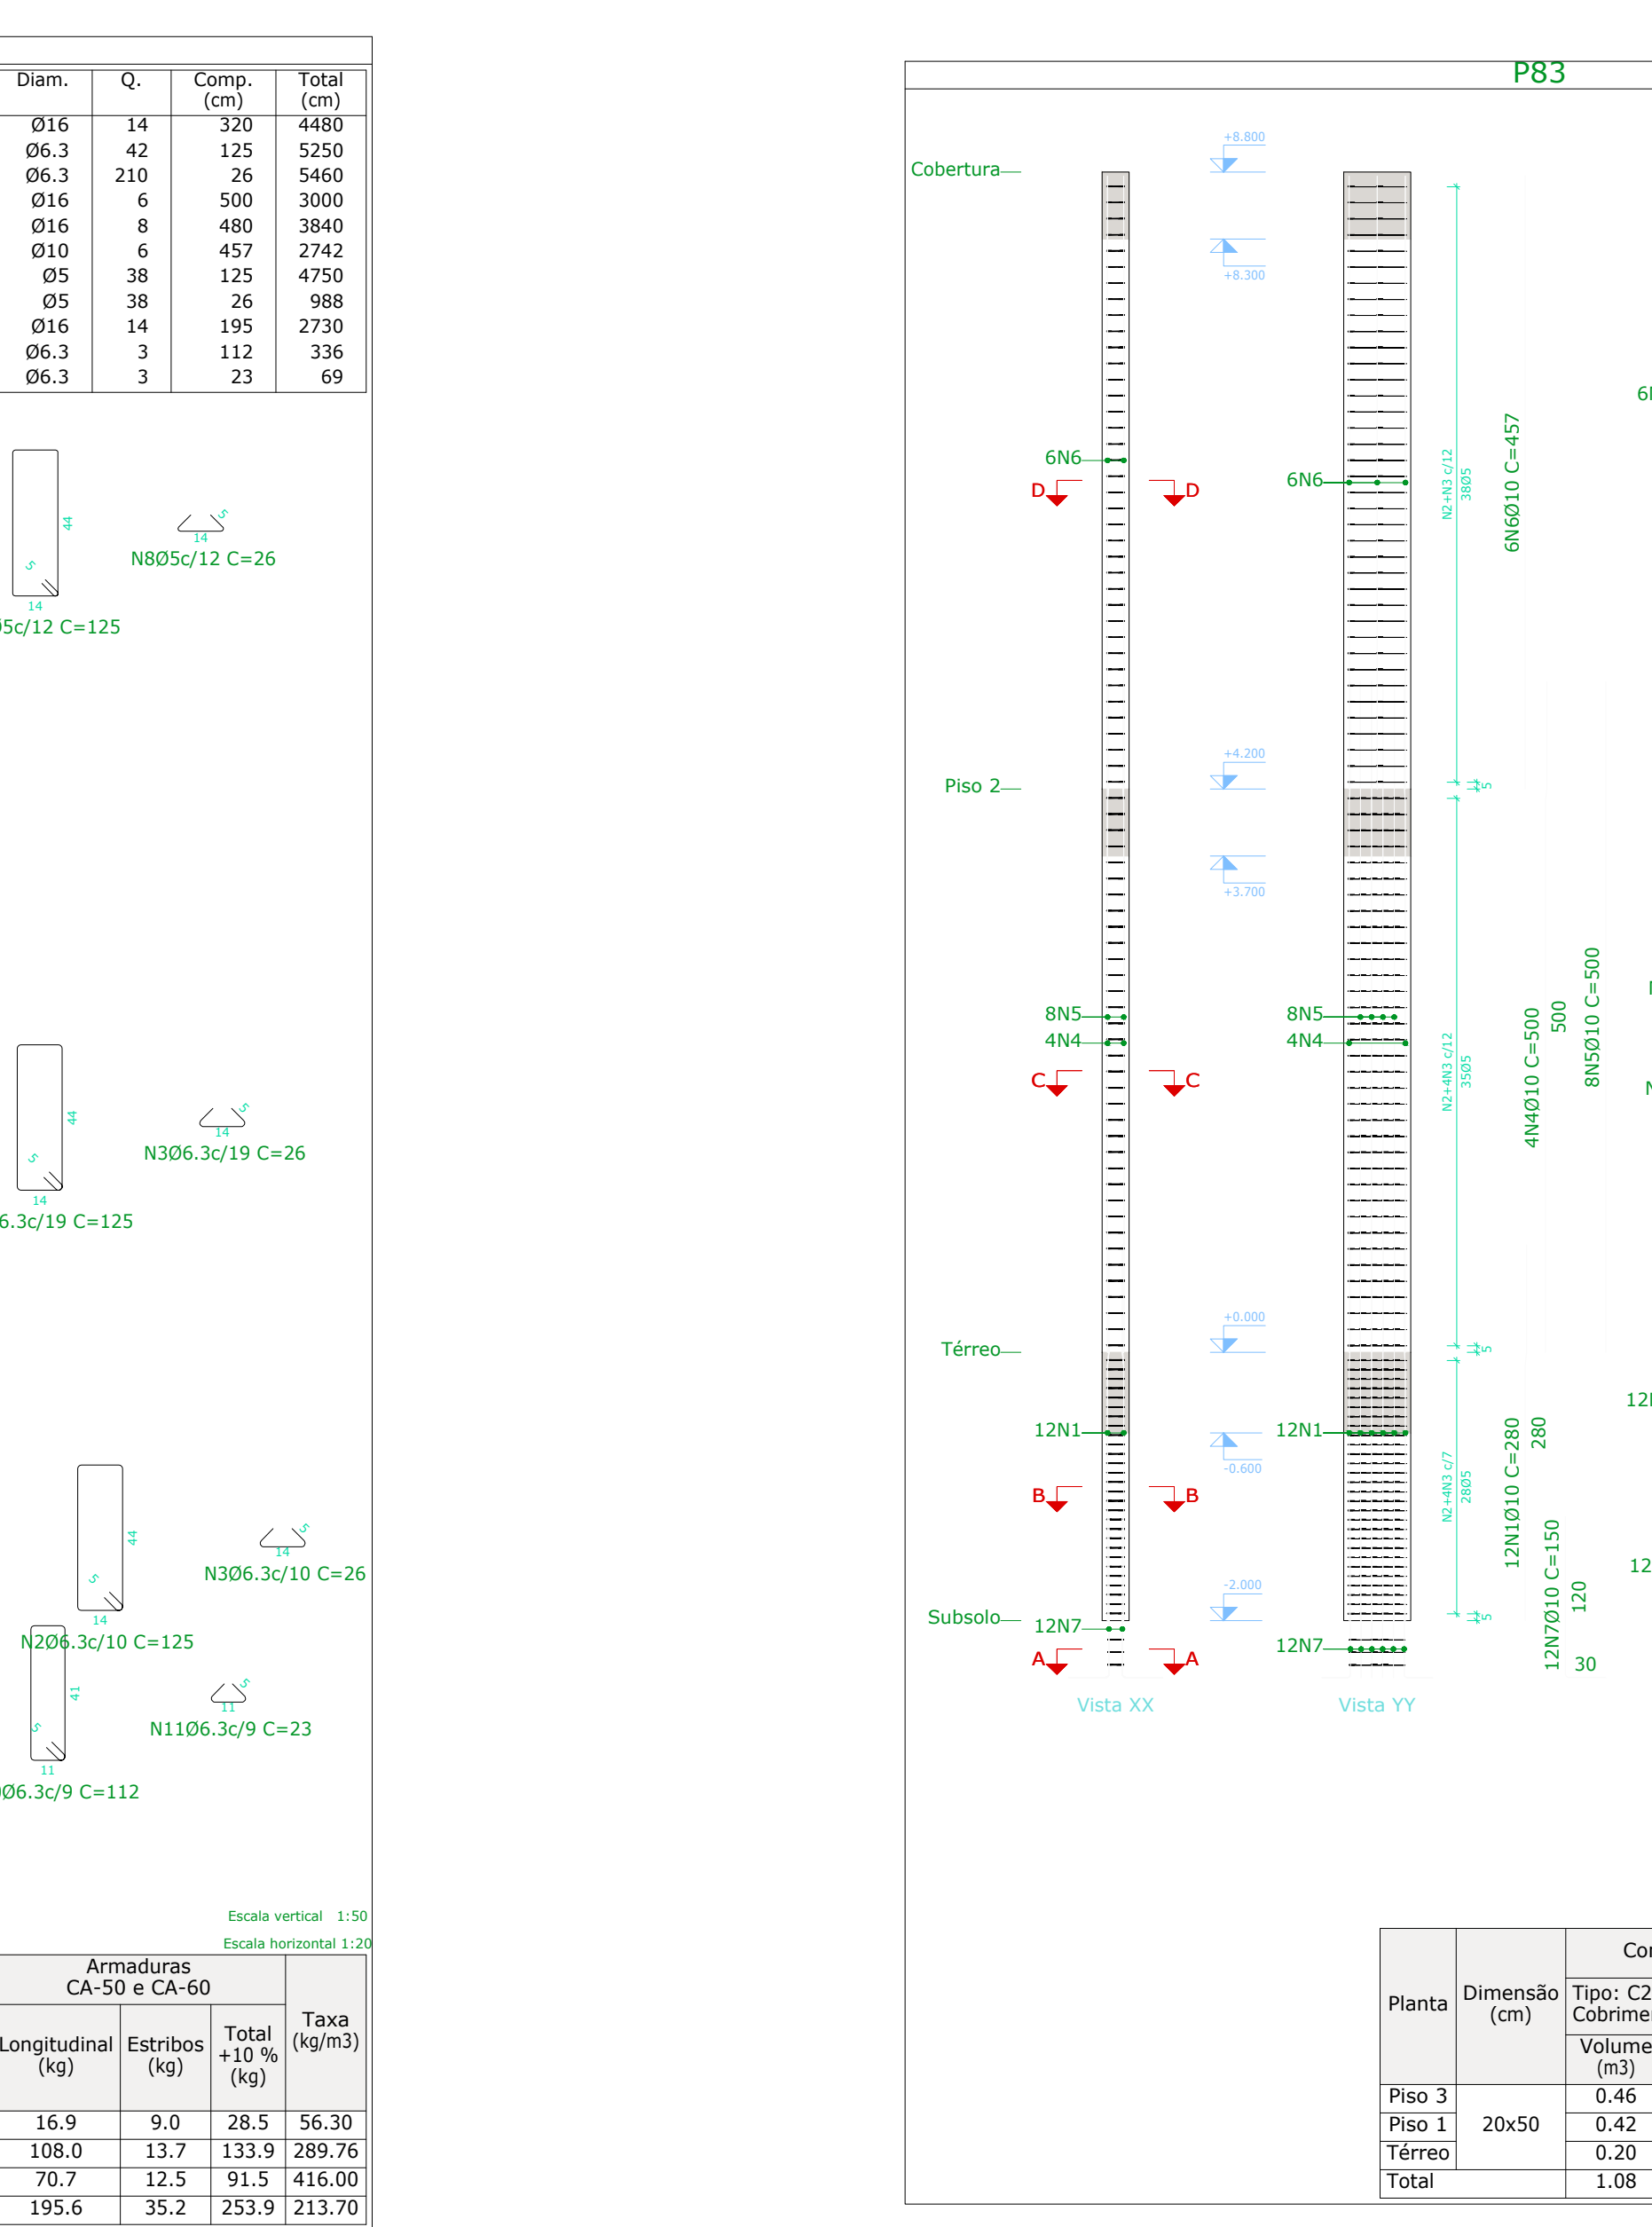 Diam. Q. Comp. (cm) Total (cm)
Ø16 14 320 4480
Ø6.3 42 125 5250
Ø6.3 210 26 5460
Ø16 6 500 3000
Ø16 8 480 3840
Ø10 6 457 2742
Ø5 38 125 4750
Ø5 38 26 988
Ø16 14 195 2730
Ø6.3 3 112 336
Ø6.3 3 23 69
44
5
14
5c/12 C=125
5
14
N8Ø5c/12 C=26
44
5
14
6.3c/19 C=125
5
14
N3Ø6.3c/19 C=26
44
5
14
N2Ø6.3c/10 C=125
5
14
N3Ø6.3c/10 C=26
41
5
11
Ø6.3c/9 C=112
5
11
N11Ø6.3c/9 C=23
Escala vertical 1:50
Escala horizontal 1:20
Armaduras
CA-50 e CA-60
Longitudinal (kg) Estribos (kg) Total +10 % (kg) Taxa (kg/m3)
16.9 9.0 28.5 56.30
108.0 13.7 133.9 289.76
70.7 12.5 91.5 416.00
195.6 35.2 253.9 213.70
P83
Cobertura
+8.800
+8.300
6N6
6N6
D D
N2+N3 c/12
38Ø5
6N6Ø10 C=457
Piso 2
+4.200
5
+3.700
8N5
8N5
4N4
4N4
C C
N2+4N3 c/12
35Ø5
4N4Ø10 C=500
500
8N5Ø10 C=500
Térreo
+0.000
5
12N1
12N1
-0.600
B B
N2+4N3 c/7
28Ø5
12N1Ø10 C=280
280
Subsolo
-2.000
5
12N7
12N7
A A
12N7Ø10 C=150
120
30
Vista XX
Vista YY
Planta Dimensão (cm)
Tipo: C2
Volume (m3)
Piso 3 0.46
Piso 1 20x50 0.42
Térreo 0.20
Total 1.08